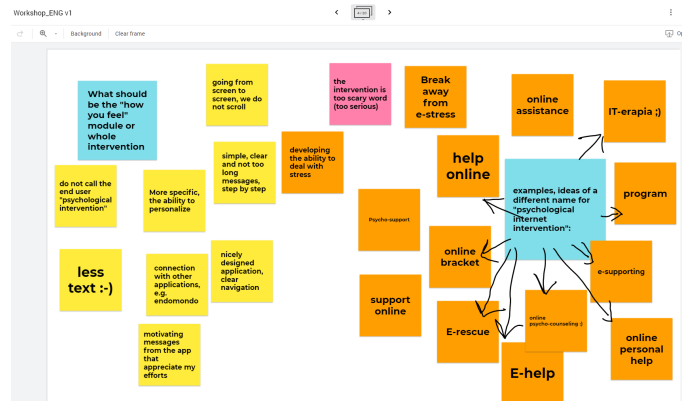 Workshop_ENG v1
Background
Clear frame
What should
be the "how
you feel"
module or
whole
intervention
going from
screen to
screen, we do
not scroll
the
intervention is
too scary word
(too serious)
Break
away
from
e-stress
online
assistance
IT-erapia ;)
do not call the
end user
"psychological
intervention"
More specific,
the ability to
personalize
simple, clear
and not too
long
messages,
step by step
developing
the ability to
deal with
stress
help
online
examples, ideas of a
different name for
"psychological
internet
intervention":
program
Psycho-support
less
text :-)
connection
with other
applications,
e.g.
endomondo
nicely
designed
application,
clear
navigation
online
bracket
e-supporting
support
online
E-rescue
online
psycho-counseling :)
online
personal
help
motivating
messages
from the app
that
appreciate my
efforts
E-help